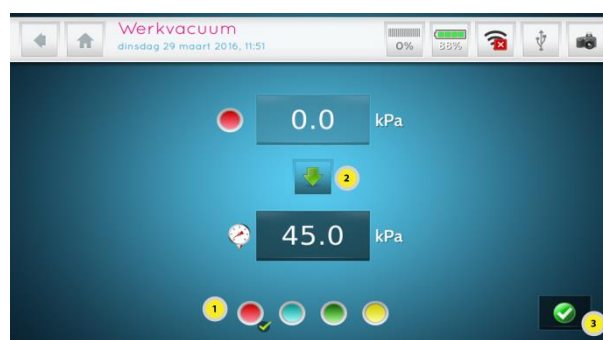 Werkvacuum
dinsdag 29 maart 2016, 11:51
0%
88%
0.0 kPa
2
45.0 kPa
1
3